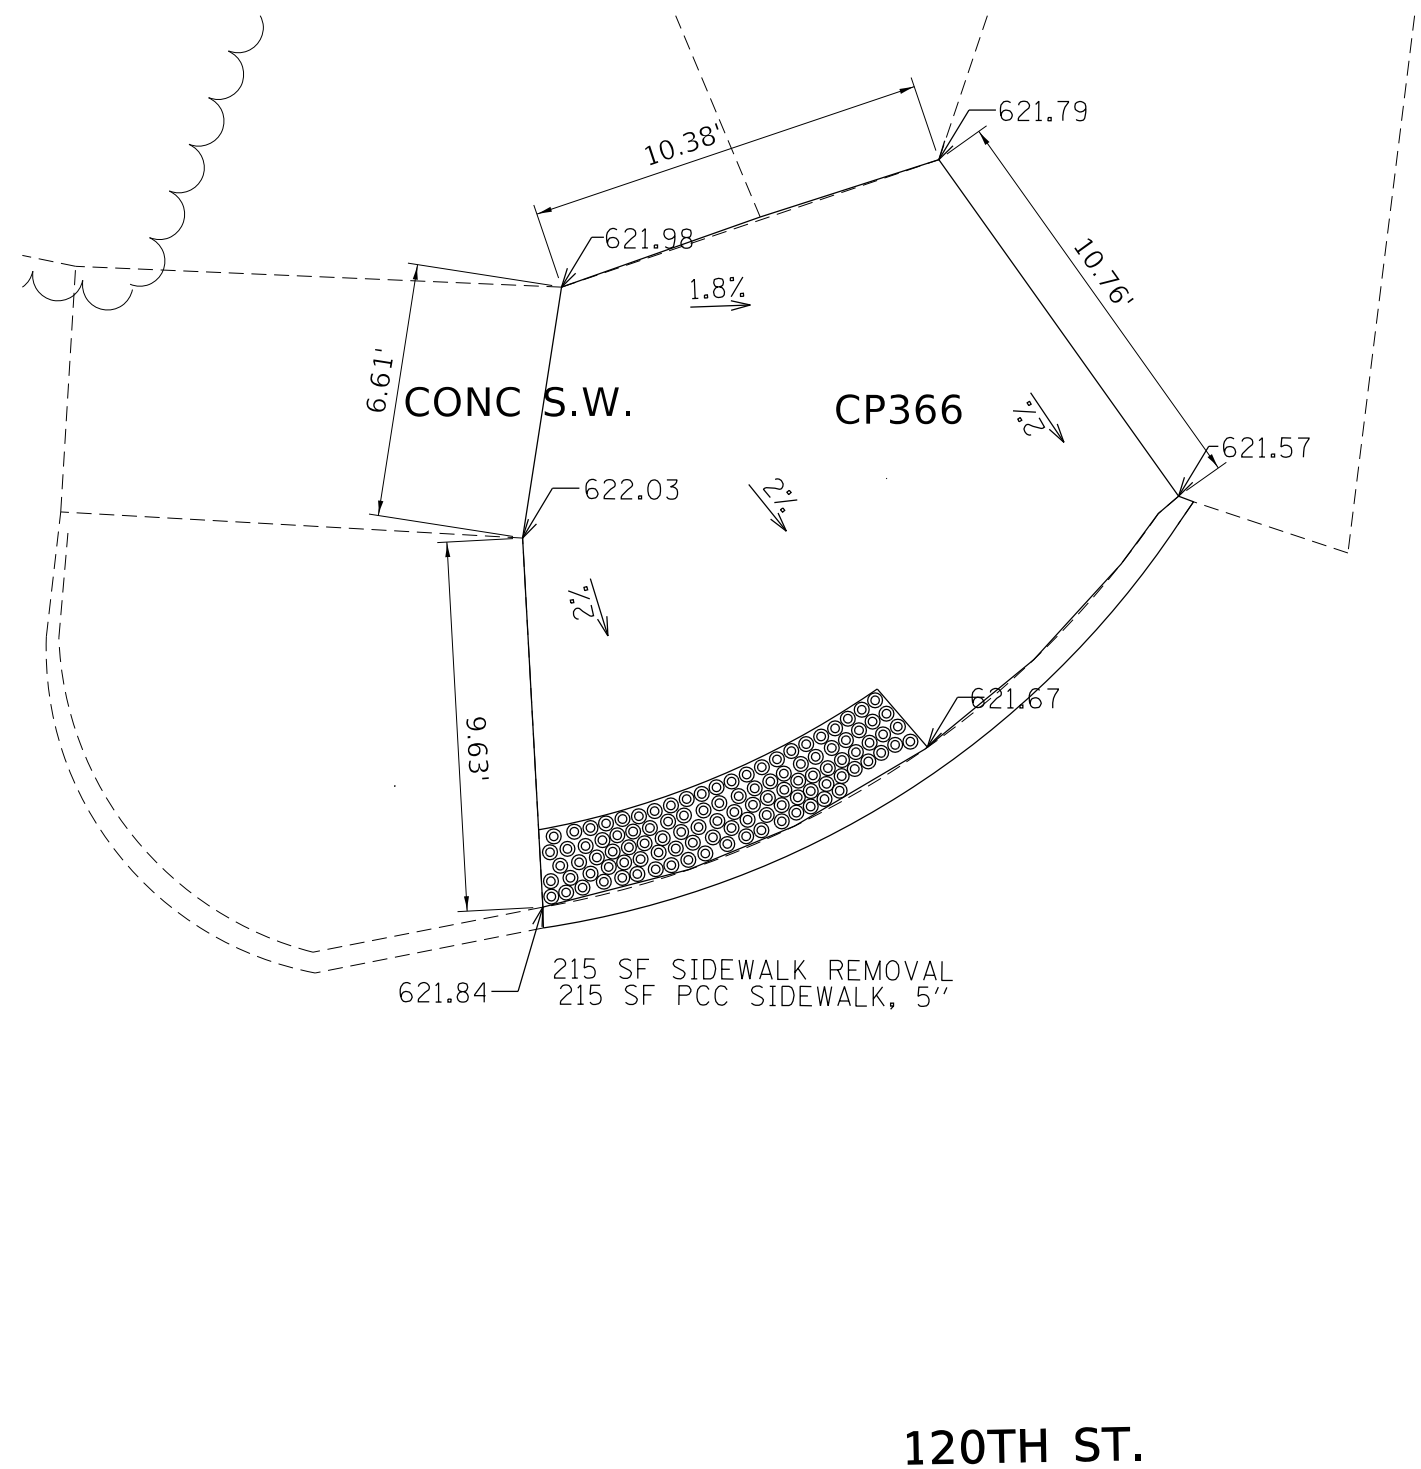 621.79
10.38'
621.98
1.8%
10.76'
6.61'
CONC S.W.
CP366
2%
621.57
622.03
2%
2%
621.67
9.63'
215 SF SIDEWALK REMOVAL
621.84
215 SF PCC SIDEWALK, 5"
120TH ST.